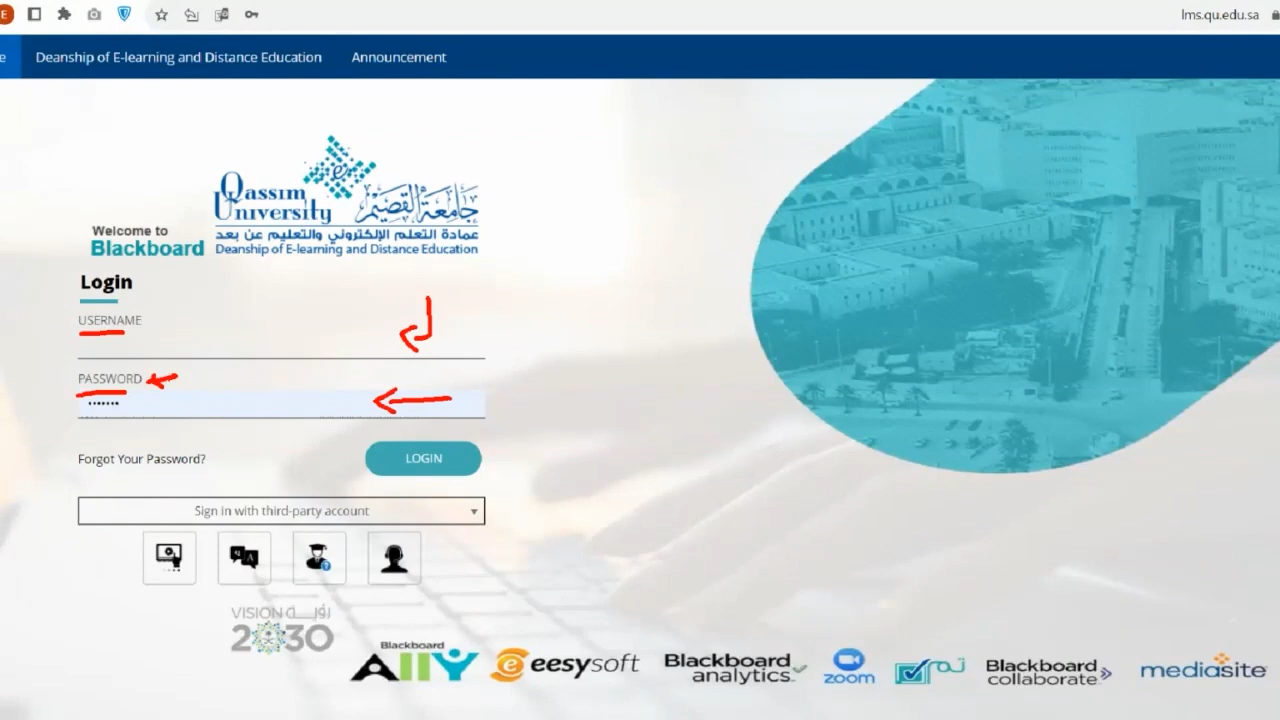 E
lms.qu.edu.sa
e Deanship of E-learning and Distance Education Announcement
Qassim
University
جامعة القصيم
عمادة التعلم الإلكتروني والتعليم عن بعد
Deanship of E-learning and Distance Education
Welcome to
Blackboard
Login
USERNAME
PASSWORD
•••••••
Forgot Your Password?
LOGIN
Sign in with third-party account
VISION رؤيــة
2030
Blackboard
Ally
eesysoft
Blackboard
analytics
zoom
Blackboard
collaborate
mediasite